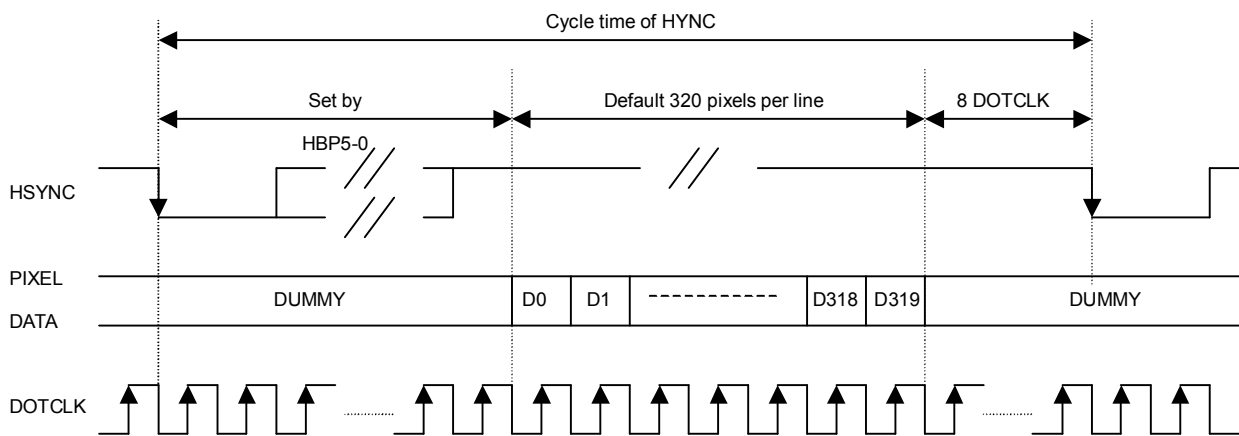 Cycle time of HYNC
Set by
Default 320 pixels per line
8 DOTCLK
HBP5-0
HSYNC
PIXEL
DUMMY
D0
D1
D318
D319
DUMMY
DATA
DOTCLK